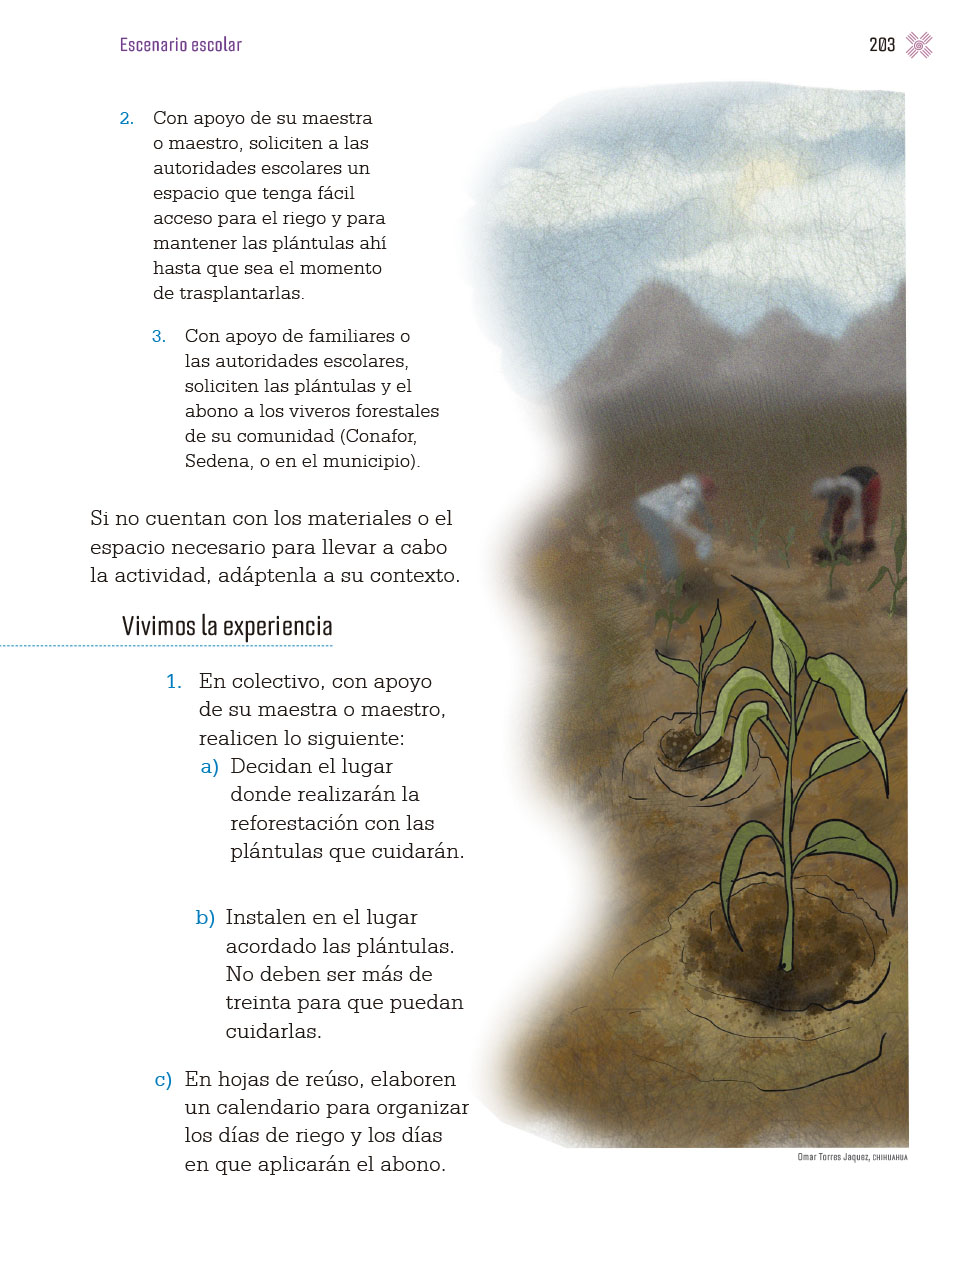 Escenario escolar
203
2. Con apoyo de su maestra
o maestro, soliciten a las
autoridades escolares un
espacio que tenga fácil
acceso para el riego y para
mantener las plántulas ahí
hasta que sea el momento
de trasplantarlas.
3. Con apoyo de familiares o
las autoridades escolares,
soliciten las plántulas y el
abono a los viveros forestales
de su comunidad (Conafor,
Sedena, o en el municipio).
Si no cuentan con los materiales o el
espacio necesario para llevar a cabo
la actividad, adáptenla a su contexto.
Vivimos la experiencia
1. En colectivo, con apoyo
de su maestra o maestro,
realicen lo siguiente:
a) Decidan el lugar
donde realizarán la
reforestación con las
plántulas que cuidarán.
b) Instalen en el lugar
acordado las plántulas.
No deben ser más de
treinta para que puedan
cuidarlas.
c) En hojas de reúso, elaboren
un calendario para organizar
los días de riego y los días
en que aplicarán el abono.
Omar Torres Jaquez, CHIHUAHUA